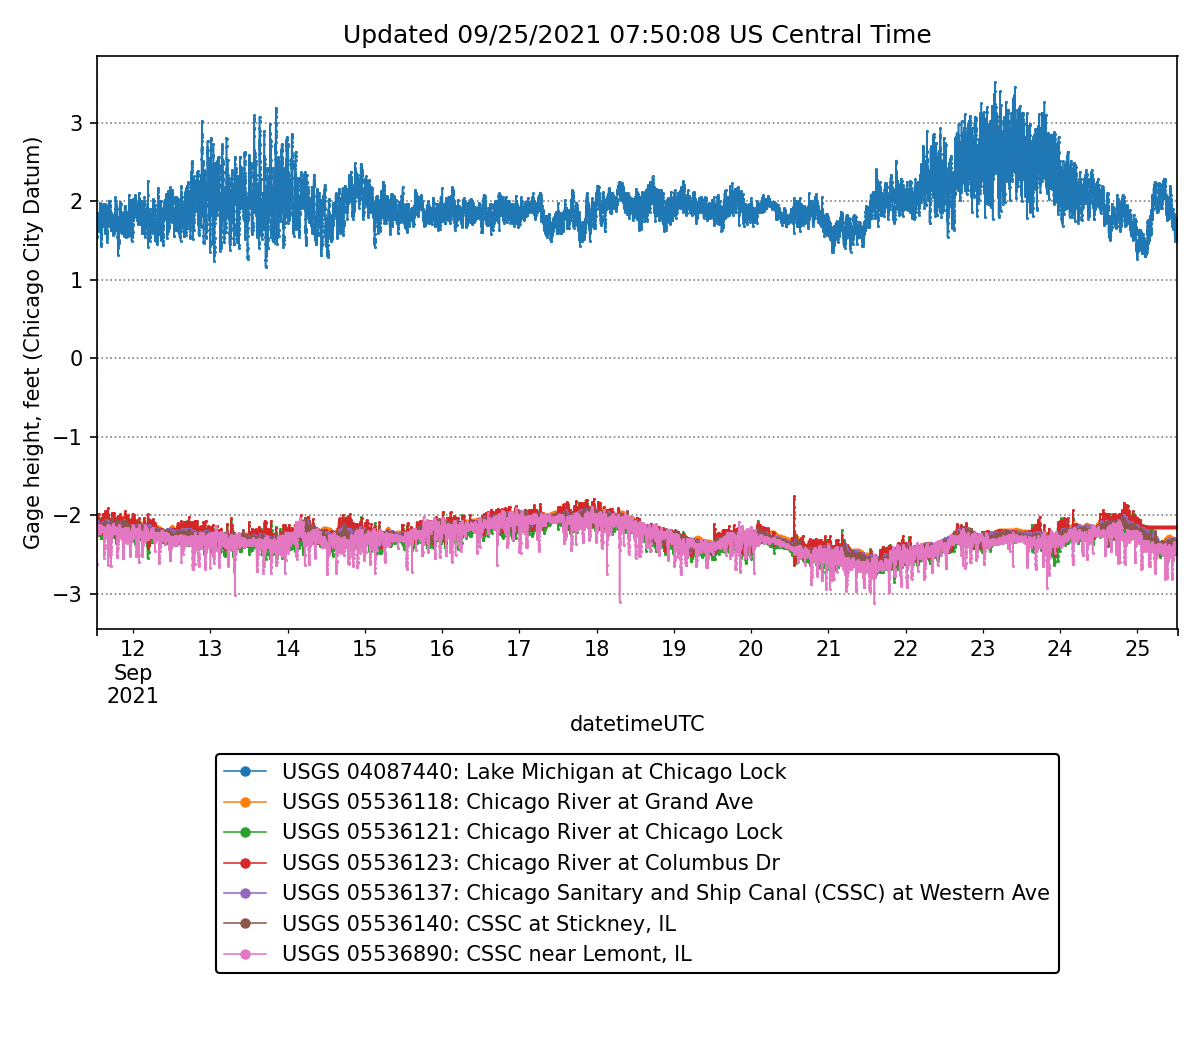 Updated 09/25/2021 07:50:08 US Central Time
Gage height, feet (Chicago City Datum)
3
2
1
0
−1
−2
−3
12 13 14 15 16 17 18 19 20 21 22 23 24 25
Sep
2021
datetimeUTC
USGS 04087440: Lake Michigan at Chicago Lock
USGS 05536118: Chicago River at Grand Ave
USGS 05536121: Chicago River at Chicago Lock
USGS 05536123: Chicago River at Columbus Dr
USGS 05536137: Chicago Sanitary and Ship Canal (CSSC) at Western Ave
USGS 05536140: CSSC at Stickney, IL
USGS 05536890: CSSC near Lemont, IL